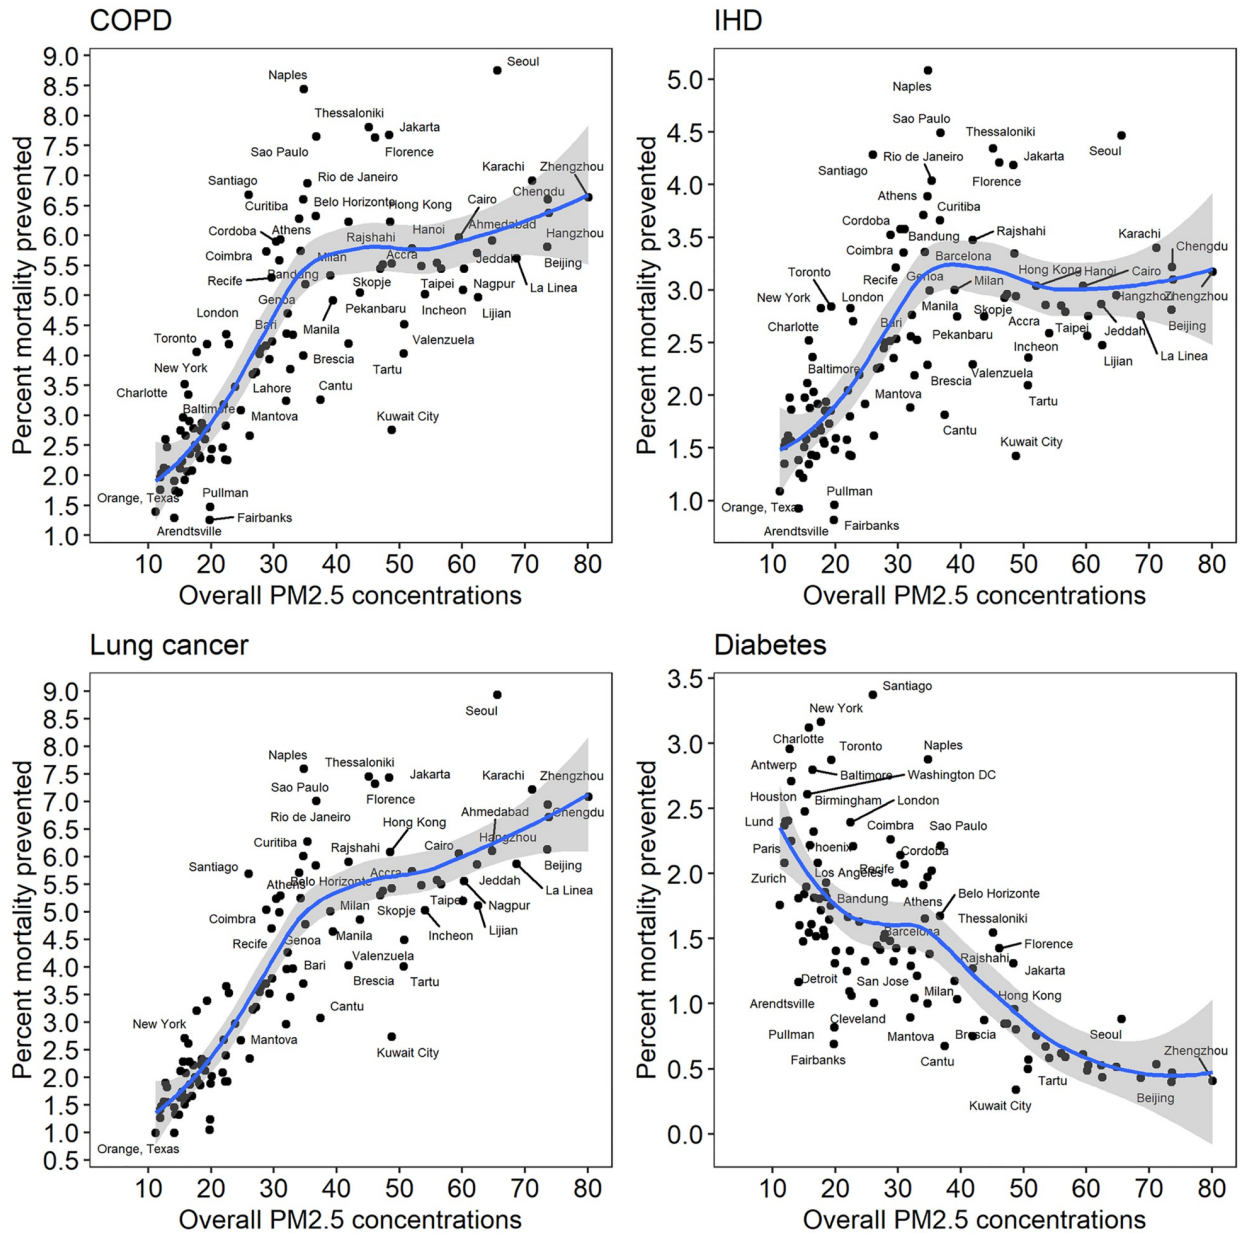 COPD
Percent mortality prevented
9.0
8.5
8.0
7.5
7.0
6.5
6.0
5.5
5.0
4.5
4.0
3.5
3.0
2.5
2.0
1.5
1.0
Seoul
Naples
Thessaloniki
Jakarta
Sao Paulo
Florence
Karachi
Zhengzhou
Santiago
Rio de Janeiro
Chengdu
Curitiba
Belo Horizonte
Hong Kong
Cairo
Cordoba
Athens
Rajshahi
Hanoi
Ahmedabad
Hangzhou
Coimbra
Milan
Accra
Jeddah
Beijing
Recife
Bandung
Skopje
Taipei
Nagpur
La Linea
Genoa
Pekanbaru
Incheon
Lijian
London
Bari
Manila
Toronto
Valenzuela
New York
Brescia
Tartu
Charlotte
Lahore
Cantu
Baltimore
Mantova
Kuwait City
Orange, Texas
Pullman
Fairbanks
Arendtsville
10 20 30 40 50 60 70 80
Overall PM2.5 concentrations
IHD
Percent mortality prevented
5.0
4.5
4.0
3.5
3.0
2.5
2.0
1.5
1.0
Naples
Sao Paulo
Thessaloniki
Seoul
Rio de Janeiro
Jakarta
Santiago
Florence
Athens
Curitiba
Cordoba
Bandung
Rajshahi
Karachi
Chengdu
Coimbra
Barcelona
Toronto
Recife
Genoa
Milan
Hong Kong
Hanoi
Cairo
New York
London
Manila
Skopje
Hangzhou
Zhengzhou
Charlotte
Bari
Pekanbaru
Accra
Taipei
Jeddah
Beijing
Incheon
Lijian
La Linea
Baltimore
Brescia
Valenzuela
Mantova
Tartu
Cantu
Kuwait City
Orange, Texas
Pullman
Arendtsville
Fairbanks
10 20 30 40 50 60 70 80
Overall PM2.5 concentrations
Lung cancer
Percent mortality prevented
9.0
8.5
8.0
7.5
7.0
6.5
6.0
5.5
5.0
4.5
4.0
3.5
3.0
2.5
2.0
1.5
1.0
0.5
Seoul
Naples
Thessaloniki
Jakarta
Karachi
Zhengzhou
Sao Paulo
Florence
Rio de Janeiro
Hong Kong
Ahmedabad
Chengdu
Curitiba
Rajshahi
Cairo
Hangzhou
Santiago
Accra
Beijing
Athens
Belo Horizonte
Jeddah
La Linea
Coimbra
Milan
Skopje
Taipei
Nagpur
Recife
Genoa
Manila
Incheon
Lijian
Bari
Valenzuela
Brescia
Tartu
New York
Cantu
Mantova
Kuwait City
Orange, Texas
10 20 30 40 50 60 70 80
Overall PM2.5 concentrations
Diabetes
Percent mortality prevented
3.5
3.0
2.5
2.0
1.5
1.0
0.5
0.0
Santiago
New York
Charlotte
Toronto
Naples
Antwerp
Baltimore
Washington DC
Houston
Birmingham
London
Lund
Coimbra
Sao Paulo
Paris
Phoenix
Cordoba
Zurich
Los Angeles
Recife
Bandung
Athens
Belo Horizonte
Thessaloniki
Barcelona
Florence
Rajshahi
Detroit
San Jose
Jakarta
Arendtsville
Milan
Hong Kong
Cleveland
Pullman
Mantova
Brescia
Seoul
Fairbanks
Cantu
Zhengzhou
Tartu
Kuwait City
Beijing
10 20 30 40 50 60 70 80
Overall PM2.5 concentrations